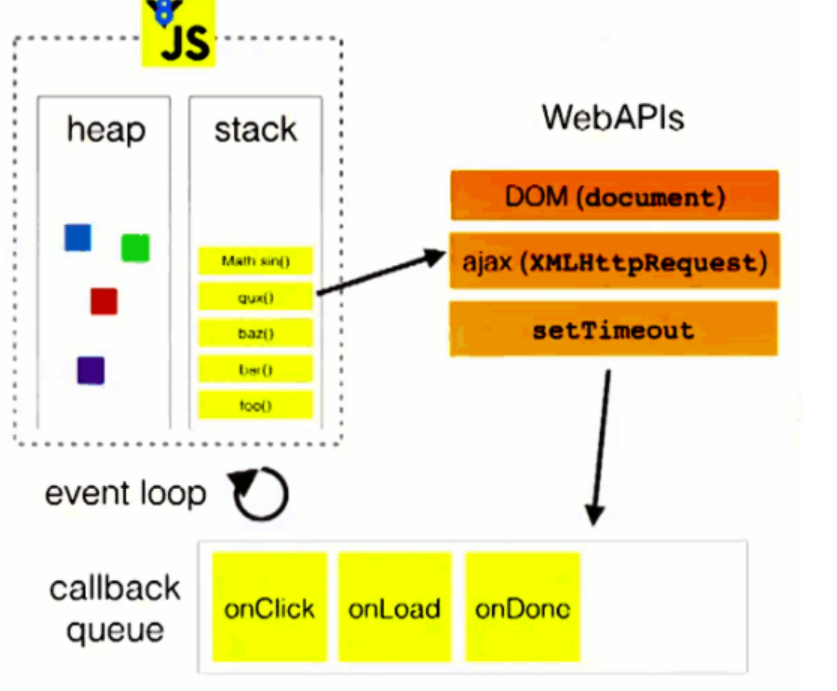 8
JS
heap
stack
Math sin()
qux()
baz()
bar()
foo()
WebAPIs
DOM (document)
ajax (XMLHttpRequest)
setTimeout
event loop
callback
queue
onClick
onLoad
onDone